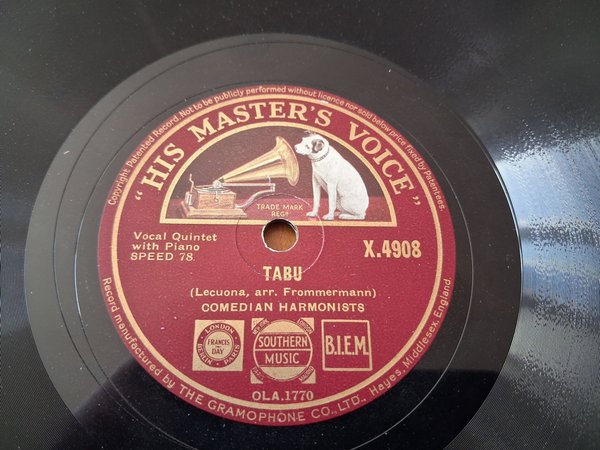 Copyright Patented Record. Not to be publicly performed without licence nor sold below price fixed by Patentees.
"HIS MASTER'S VOICE"
TRADE MARK
REGD
Vocal Quintet
with Piano
SPEED 78.
X.4908
TABU
(Lecuona, arr. Frommermann)
COMEDIAN HARMONISTS
LONDON
FRANCIS
DAY
BERLIN PARIS
SOUTHERN
MUSIC
B.I.E.M.
OLA.1770
Record manufactured by THE GRAMOPHONE CO., LTD., Hayes, Middlesex, England.